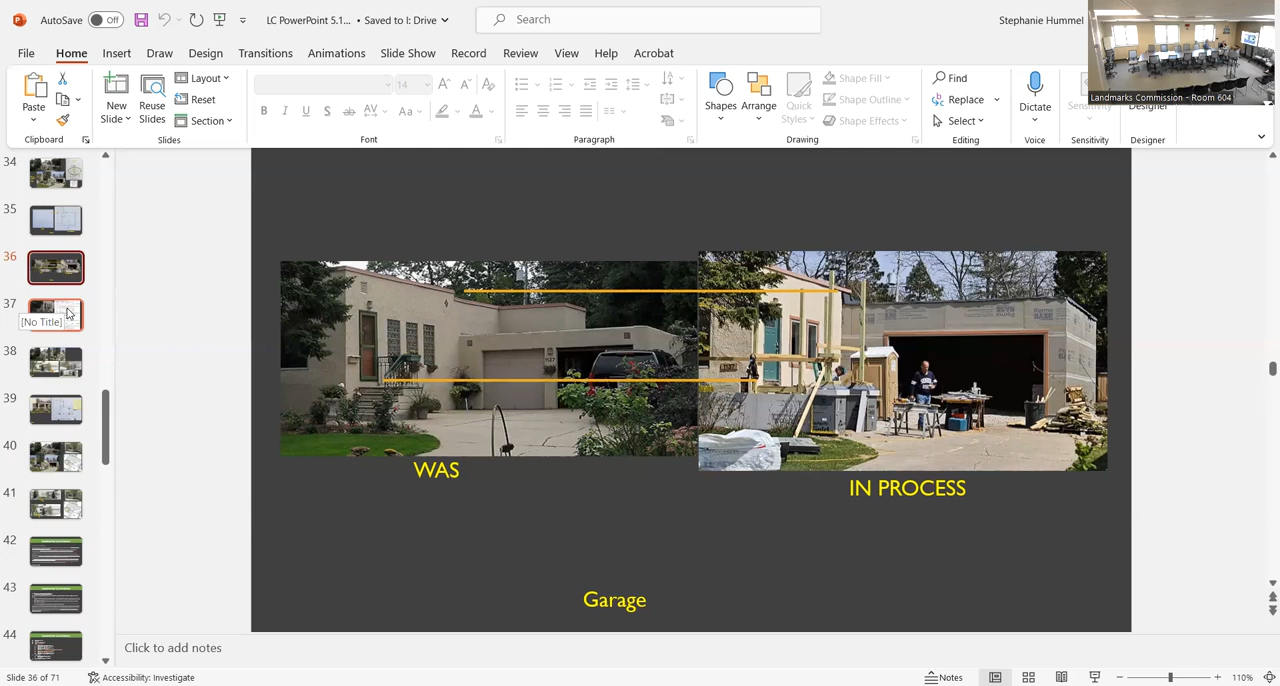 AutoSave Off LC PowerPoint 5.1... • Saved to I: Drive Search Stephanie Hummel
Landmarks Commission - Room 604
File Home Insert Draw Design Transitions Animations Slide Show Record Review View Help Acrobat
Paste
New Slide
Reuse Slides
Layout
Reset
Section
14
Shapes
Arrange
Quick Styles
Shape Fill
Shape Outline
Shape Effects
Find
Replace
Select
Dictate
Sensitivity
Designer
Clipboard Slides Font Paragraph Drawing Editing Voice Sensitivity Designer
34
35
36
37
[No Title]
38
39
40
41
42
43
44
WAS
IN PROCESS
Garage
Click to add notes
Slide 36 of 71 Accessibility: Investigate Notes 110%